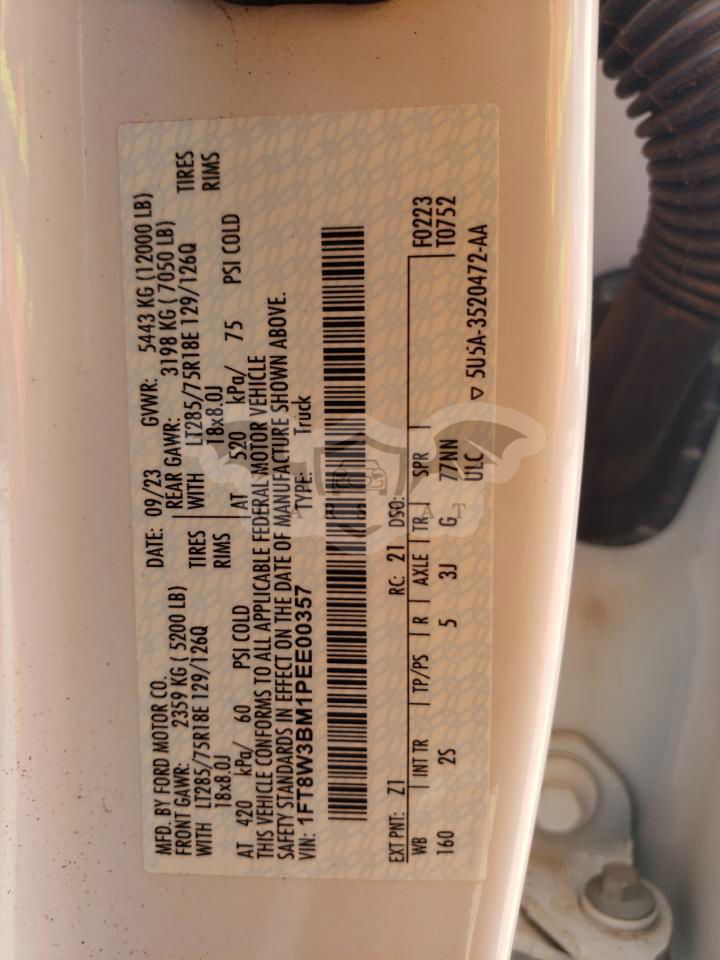 MFD. BY FORD MOTOR CO.
DATE: 09/23 GVWR: 5443 KG (12000 LB)
FRONT GAWR: 2359 KG ( 5200 LB) REAR GAWR: 3198 KG ( 7050 LB)
WITH LT285/75R18E 129/126Q TIRES WITH LT285/75R18E 129/126Q TIRES
18x8.0J RIMS 18x8.0J RIMS
AT 420 kPa/ 60 PSI COLD AT 520 kPa/ 75 PSI COLD
THIS VEHICLE CONFORMS TO ALL APPLICABLE FEDERAL MOTOR VEHICLE
SAFETY STANDARDS IN EFFECT ON THE DATE OF MANUFACTURE SHOWN ABOVE.
VIN: 1FT8W3BM1PEE00357 TYPE: Truck
EXT PNT: Z1 RC: 21 DSO: F0223
WB INT TR TP/PS R AXLE TR SPR T0752
160 2S 5 3J G 77NN
ULC ▽ 5U5A-3520472-AA